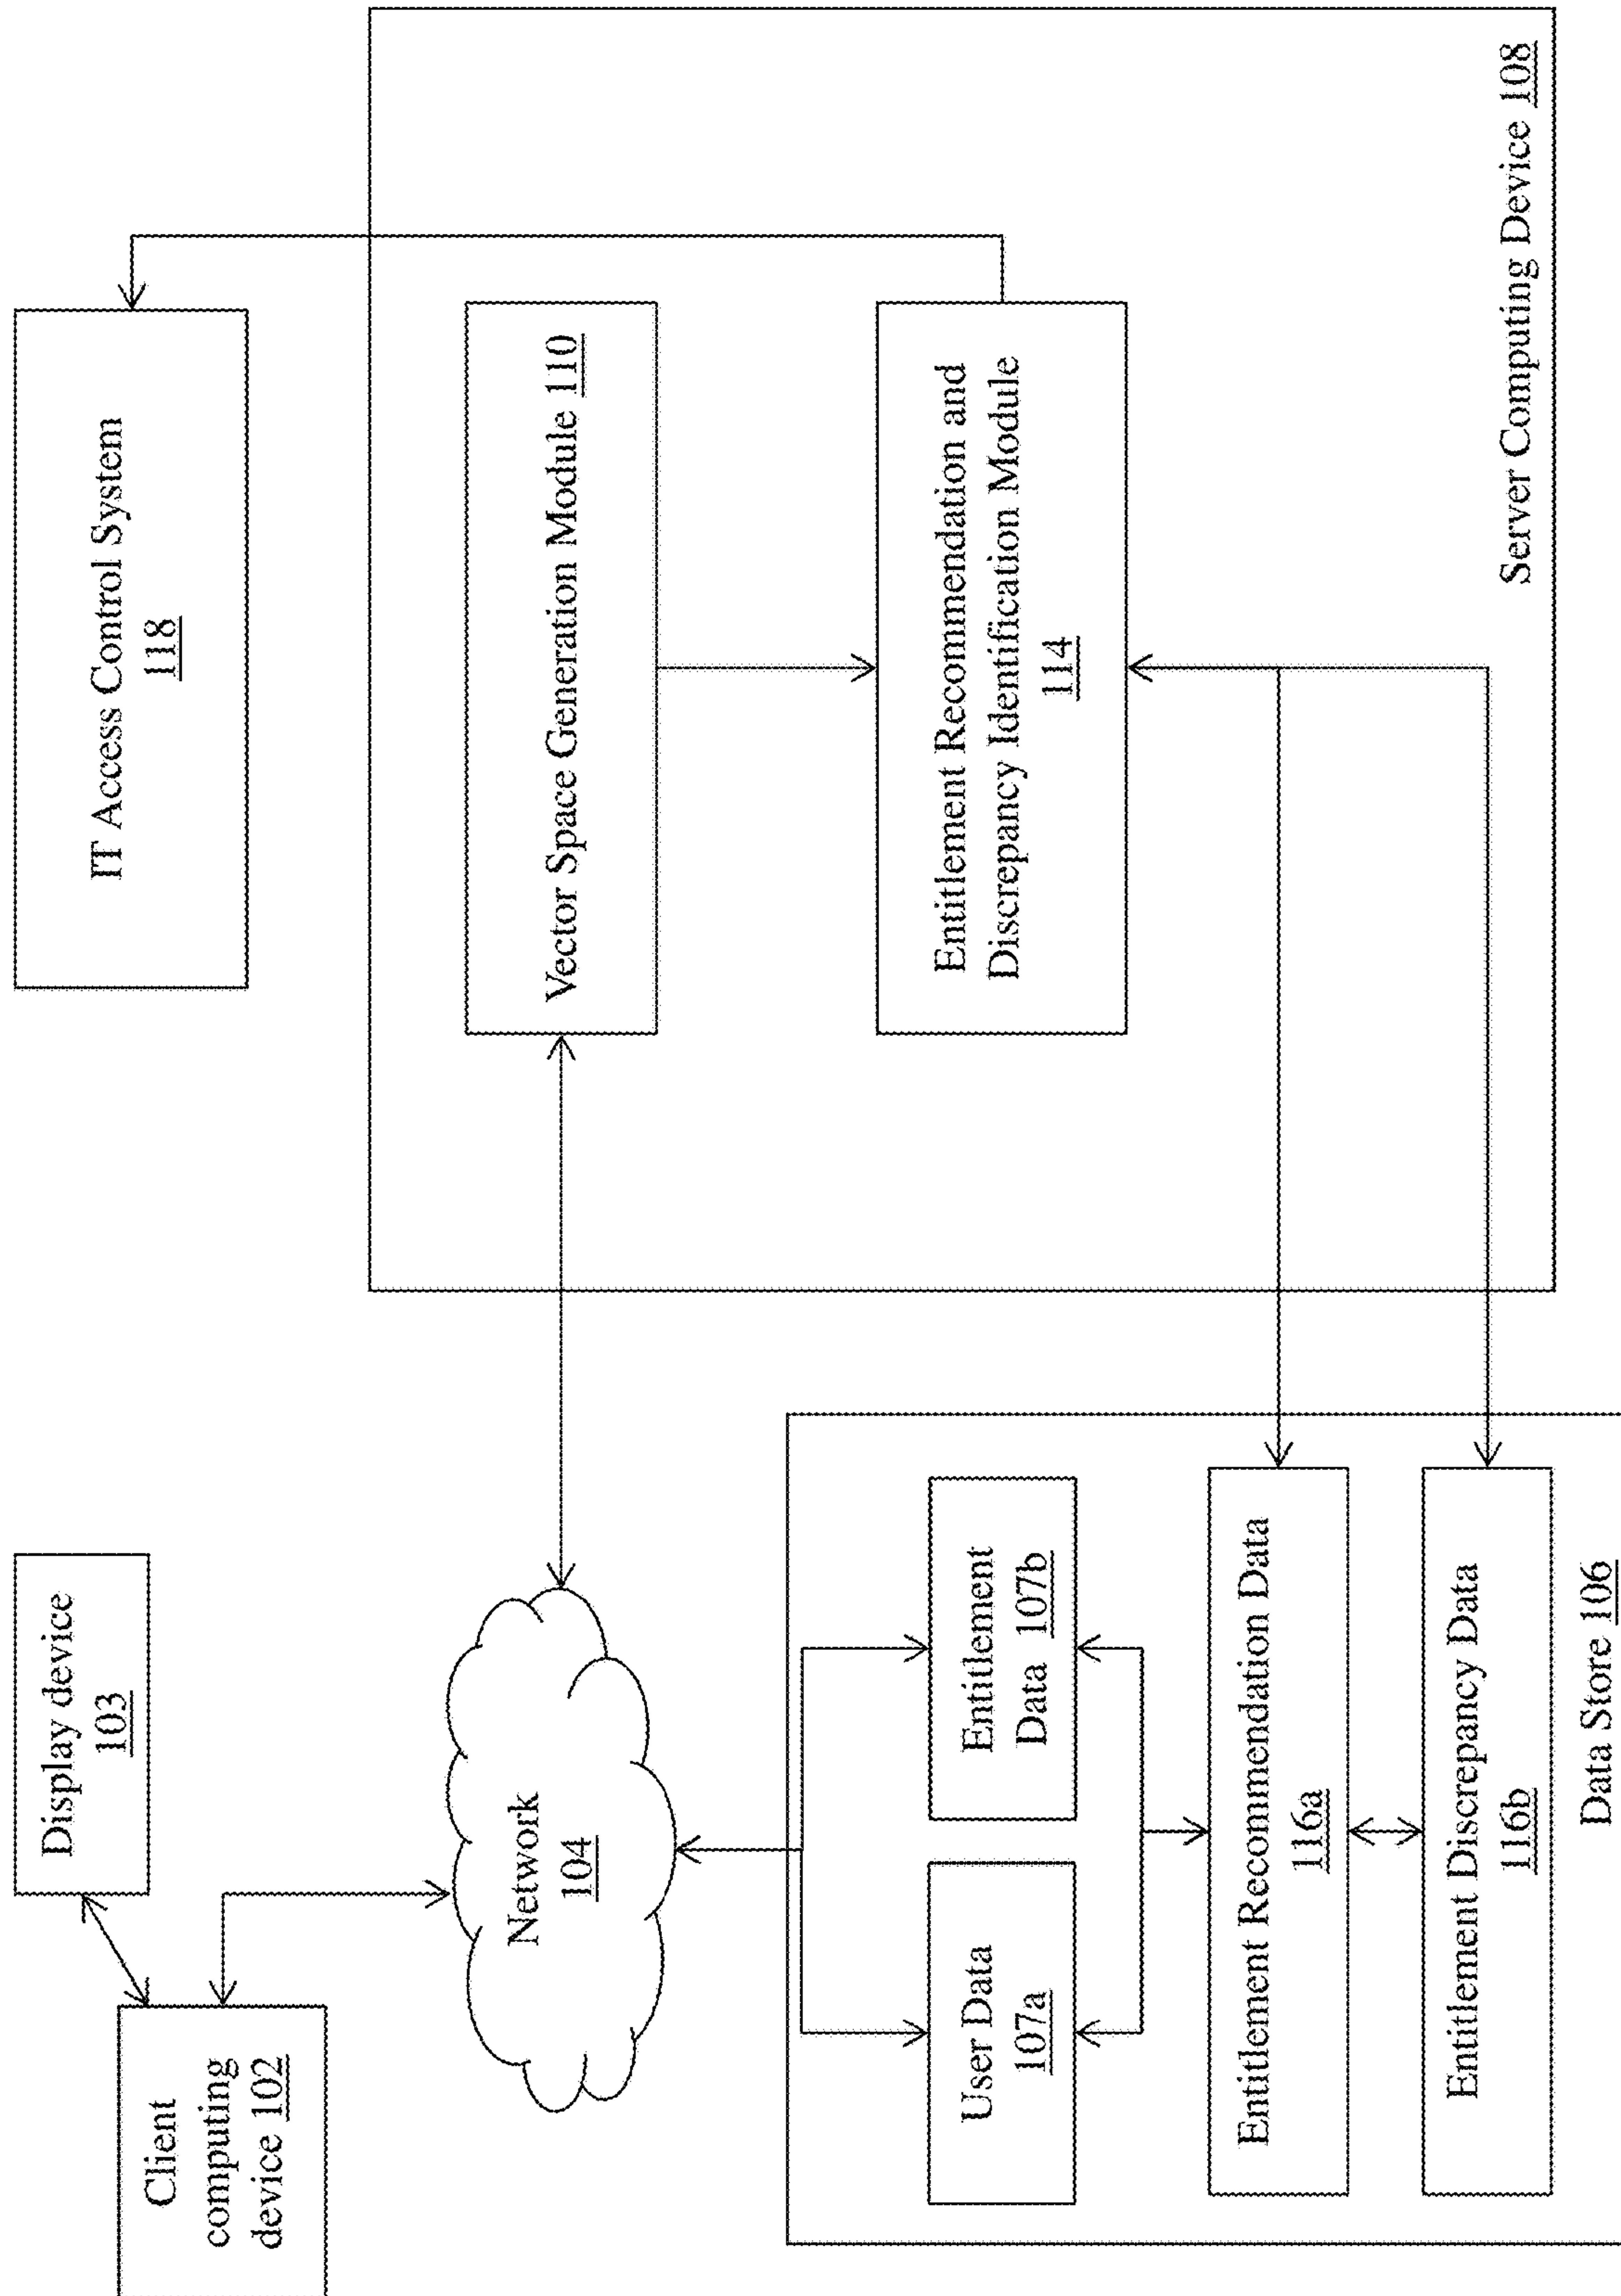 Client
computing
device 102
Display device
103
IT Access Control System
118
Network
104
Vector Space Generation Module 110
Entitlement Recommendation and
Discrepancy Identification Module
114
Server Computing Device 108
User Data
107a
Entitlement
Data 107b
Entitlement Recommendation Data
116a
Entitlement Discrepancy Data
116b
Data Store 106